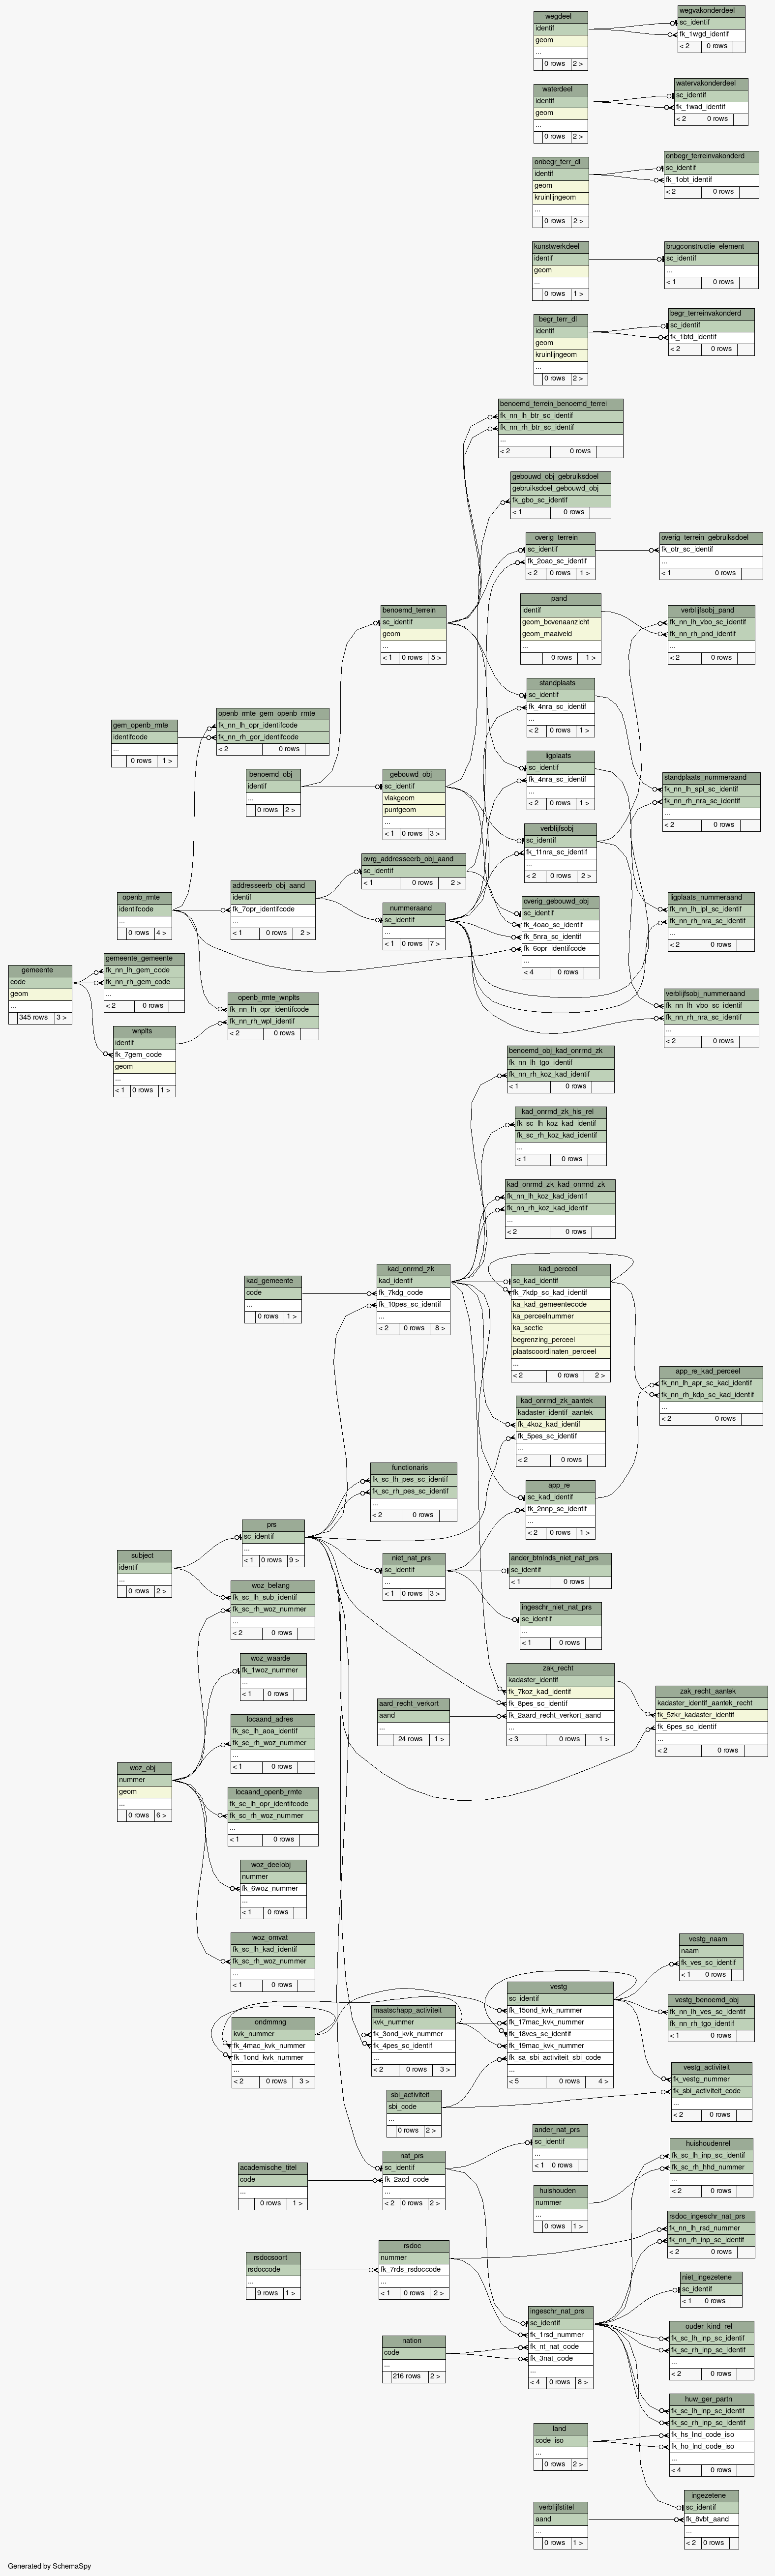 wegdeel
identif
geom
...
0 rows 2 >
wegvakonderdeel
sc_identif
fk_1wgd_identif
< 2 0 rows
waterdeel
identif
geom
...
0 rows 2 >
watervakonderdeel
sc_identif
fk_1wad_identif
< 2 0 rows
onbegr_terr_dl
identif
geom
kruinlijngeom
...
0 rows 2 >
onbegr_terreinvakonderd
sc_identif
fk_1obt_identif
< 2 0 rows
kunstwerkdeel
identif
geom
...
0 rows 1 >
brugconstructie_element
sc_identif
...
< 1 0 rows
begr_terr_dl
identif
geom
kruinlijngeom
...
0 rows 2 >
begr_terreinvakonderd
sc_identif
fk_1btd_identif
< 2 0 rows
benoemd_terrein_benoemd_terrei
fk_nn_lh_btr_sc_identif
fk_nn_rh_btr_sc_identif
...
< 2 0 rows
gebouwd_obj_gebruiksdoel
gebruiksdoel_gebouwd_obj
fk_gbo_sc_identif
< 1 0 rows
overig_terrein
sc_identif
fk_2oao_sc_identif
< 2 0 rows 1 >
overig_terrein_gebruiksdoel
fk_otr_sc_identif
...
< 1 0 rows
benoemd_terrein
sc_identif
geom
...
< 1 0 rows 5 >
pand
identif
geom_bovenaanzicht
geom_maaiveld
...
0 rows 1 >
verblijfsobj_pand
fk_nn_lh_vbo_sc_identif
fk_nn_rh_pnd_identif
...
< 2 0 rows
gem_openb_rmte
identifcode
...
0 rows 1 >
openb_rmte_gem_openb_rmte
fk_nn_lh_opr_identifcode
fk_nn_rh_gor_identifcode
< 2 0 rows
standplaats
sc_identif
fk_4nra_sc_identif
...
< 2 0 rows 1 >
benoemd_obj
identif
...
0 rows 2 >
gebouwd_obj
sc_identif
vlakgeom
puntgeom
...
< 1 0 rows 3 >
ligplaats
sc_identif
fk_4nra_sc_identif
...
< 2 0 rows 1 >
standplaats_nummeraand
fk_nn_lh_spl_sc_identif
fk_nn_rh_nra_sc_identif
...
< 2 0 rows
verblijfsobj
sc_identif
fk_11nra_sc_identif
...
< 2 0 rows 2 >
ovrg_addresseerb_obj_aand
sc_identif
< 1 0 rows 2 >
openb_rmte
identifcode
...
0 rows 4 >
addresseerb_obj_aand
identif
fk_7opr_identifcode
...
< 1 0 rows 2 >
nummeraand
sc_identif
...
< 1 0 rows 7 >
overig_gebouwd_obj
sc_identif
fk_4oao_sc_identif
fk_5nra_sc_identif
fk_6opr_identifcode
...
< 4 0 rows
ligplaats_nummeraand
fk_nn_lh_lpl_sc_identif
fk_nn_rh_nra_sc_identif
...
< 2 0 rows
gemeente
code
geom
...
345 rows 3 >
gemeente_gemeente
fk_nn_lh_gem_code
fk_nn_rh_gem_code
...
< 2 0 rows
openb_rmte_wnplts
fk_nn_lh_opr_identifcode
fk_nn_rh_wpl_identif
< 2 0 rows
verblijfsobj_nummeraand
fk_nn_lh_vbo_sc_identif
fk_nn_rh_nra_sc_identif
...
< 2 0 rows
wnplts
identif
fk_7gem_code
geom
...
< 1 0 rows 1 >
benoemd_obj_kad_onrrnd_zk
fk_nn_lh_tgo_identif
fk_nn_rh_koz_kad_identif
< 1 0 rows
kad_onrrnd_zk_his_rel
fk_sc_lh_koz_kad_identif
fk_sc_rh_koz_kad_identif
...
< 1 0 rows
kad_onrrnd_zk_kad_onrrnd_zk
fk_nn_lh_koz_kad_identif
fk_nn_rh_koz_kad_identif
...
< 2 0 rows
kad_gemeente
code
...
0 rows 1 >
kad_onrmd_zk
kad_identif
fk_7kdg_code
fk_10pes_sc_identif
...
< 2 0 rows 8 >
kad_perceel
sc_kad_identif
fk_7kdp_sc_kad_identif
ka_kad_gemeentecode
ka_perceelnummer
ka_sectie
begrenzing_perceel
plaatscoordinaten_perceel
...
< 2 0 rows 2 >
app_re_kad_perceel
fk_nn_lh_apr_sc_kad_identif
fk_nn_rh_kdp_sc_kad_identif
...
< 2 0 rows
kad_onrrnd_zk_aantek
kadaster_identif_aantek
fk_4koz_kad_identif
fk_5pes_sc_identif
...
< 2 0 rows
functionaris
fk_sc_lh_pes_sc_identif
fk_sc_rh_pes_sc_identif
...
< 2 0 rows
app_re
sc_kad_identif
fk_2nnp_sc_identif
...
< 2 0 rows 1 >
prs
sc_identif
...
< 1 0 rows 9 >
subject
identif
...
0 rows 2 >
niet_nat_prs
sc_identif
...
< 1 0 rows 3 >
ander_btnlnds_niet_nat_prs
sc_identif
< 1 0 rows
woz_belang
fk_sc_lh_sub_identif
fk_sc_rh_woz_nummer
...
< 2 0 rows
ingeschr_niet_nat_prs
sc_identif
...
< 1 0 rows
woz_waarde
fk_1woz_nummer
...
< 1 0 rows
zak_recht
kadaster_identif
fk_7koz_kad_identif
fk_8pes_sc_identif
fk_2aard_recht_verkort_aand
...
< 3 0 rows 1 >
zak_recht_aantek
kadaster_identif_aantek_recht
fk_5zkr_kadaster_identif
fk_6pes_sc_identif
...
< 2 0 rows
aard_recht_verkort
aand
...
24 rows 1 >
locaand_adres
fk_sc_lh_aoa_identif
fk_sc_rh_woz_nummer
...
< 1 0 rows
woz_obj
nummer
geom
...
0 rows 6 >
locaand_openb_rmte
fk_sc_lh_opr_identifcode
fk_sc_rh_woz_nummer
...
< 1 0 rows
woz_deelobj
nummer
fk_6woz_nummer
...
< 1 0 rows
woz_omvat
fk_sc_lh_kad_identif
fk_sc_rh_woz_nummer
...
< 1 0 rows
vestg_naam
naam
fk_ves_sc_identif
< 1 0 rows
vestg
sc_identif
fk_15ond_kvk_nummer
fk_17mac_kvk_nummer
fk_18ves_sc_identif
fk_19mac_kvk_nummer
fk_sa_sbi_activiteit_sbi_code
...
< 5 0 rows 4 >
vestg_benoemd_obj
fk_nn_lh_ves_sc_identif
fk_nn_rh_tgo_identif
< 1 0 rows
ondrnmng
kvk_nummer
fk_4mac_kvk_nummer
fk_1ond_kvk_nummer
...
< 2 0 rows 3 >
maatschapp_activiteit
kvk_nummer
fk_3ond_kvk_nummer
fk_4pes_sc_identif
...
< 2 0 rows 3 >
vestg_activiteit
fk_vestg_nummer
fk_sbi_activiteit_code
...
< 2 0 rows
sbi_activiteit
sbi_code
...
0 rows 2 >
ander_nat_prs
sc_identif
...
< 1 0 rows
huishoudenrel
fk_sc_lh_inp_sc_identif
fk_sc_rh_hhd_nummer
...
< 2 0 rows
academische_titel
code
...
0 rows 1 >
nat_prs
sc_identif
fk_2acd_code
...
< 2 0 rows 2 >
huishouden
nummer
...
0 rows 1 >
rsdoc_ingeschr_nat_prs
fk_nn_lh_rsd_nummer
fk_nn_rh_inp_sc_identif
< 2 0 rows
rsdocsoort
rsdoccode
...
9 rows 1 >
rsdoc
nummer
fk_7rds_rsdoccode
...
< 1 0 rows 2 >
niet_ingezetene
sc_identif
< 1 0 rows
ingeschr_nat_prs
sc_identif
fk_1rsd_nummer
fk_nt_nat_code
fk_3nat_code
...
< 4 0 rows 8 >
ouder_kind_rel
fk_sc_lh_inp_sc_identif
fk_sc_rh_inp_sc_identif
...
< 2 0 rows
nation
code
...
216 rows 2 >
huw_ger_partn
fk_sc_lh_inp_sc_identif
fk_sc_rh_inp_sc_identif
fk_hs_lnd_code_iso
fk_ho_lnd_code_iso
...
< 4 0 rows
land
code_iso
...
0 rows 2 >
verblijfstitel
aand
...
0 rows 1 >
ingezetene
sc_identif
fk_8vbt_aand
...
< 2 0 rows
Generated by SchemaSpy